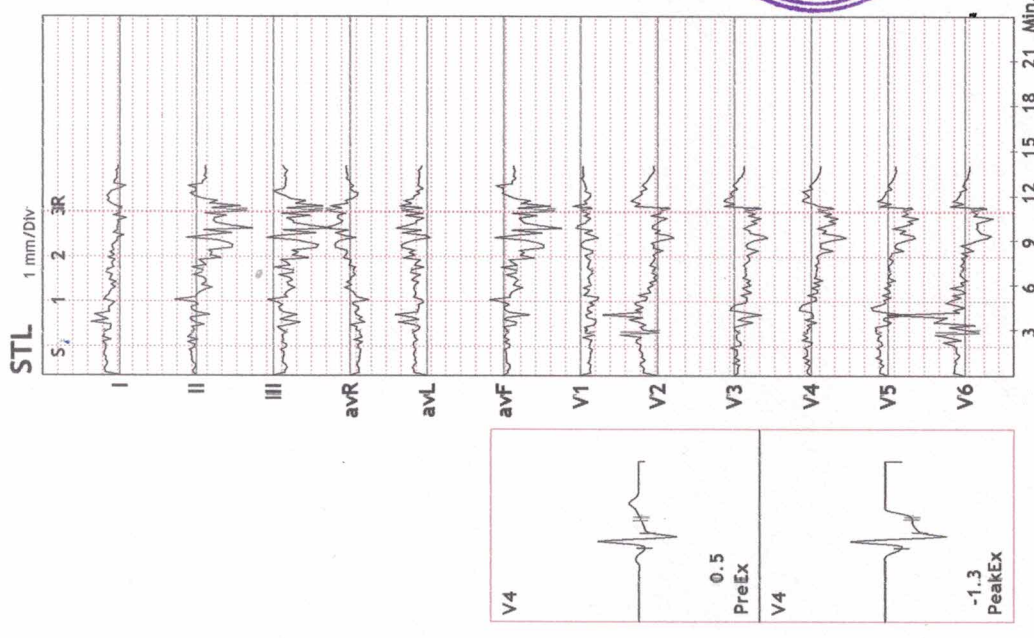 STL
1 mm/Div
S 1 2 3R
I
II
III
avR
avL
avF
V1
V2
V3
V4
V5
V6
3 6 9 12 15 18 21 Min.
V4
0.5
PreEx
V4
-1.3
PeakEx